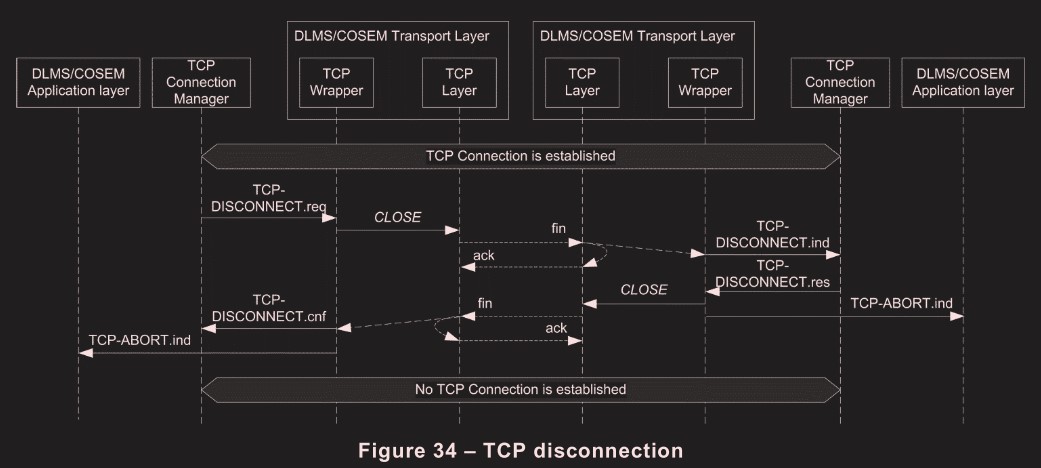 DLMS/COSEM Transport Layer
DLMS/COSEM Transport Layer
DLMS/COSEM
Application layer
TCP
Connection
Manager
TCP
Wrapper
TCP
Layer
TCP
Layer
TCP
Wrapper
TCP
Connection
Manager
DLMS/COSEM
Application layer
TCP Connection is established
TCP-
DISCONNECT.req
CLOSE
fin
TCP-
DISCONNECT.ind
ack
TCP-
DISCONNECT.res
CLOSE
TCP-ABORT.ind
TCP-
DISCONNECT.cnf
fin
ack
TCP-ABORT.ind
No TCP Connection is established
Figure 34 – TCP disconnection